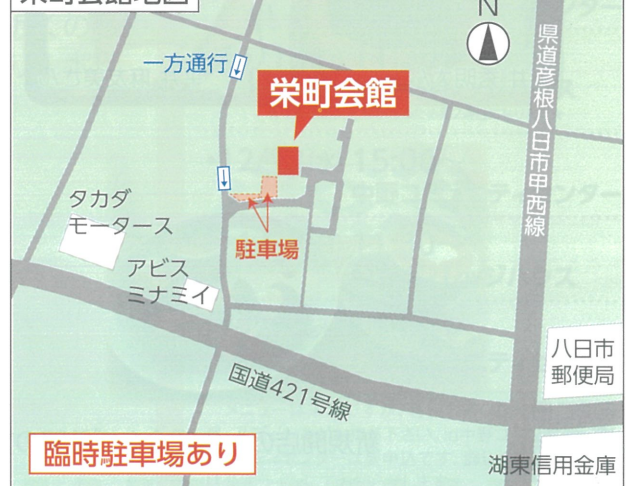 栄町会館地図
N
一方通行
栄町会館
県道彦根八日市甲西線
タカダ
モータース
駐車場
アビス
ミナミイ
国道421号線
八日市
郵便局
臨時駐車場あり
湖東信用金庫